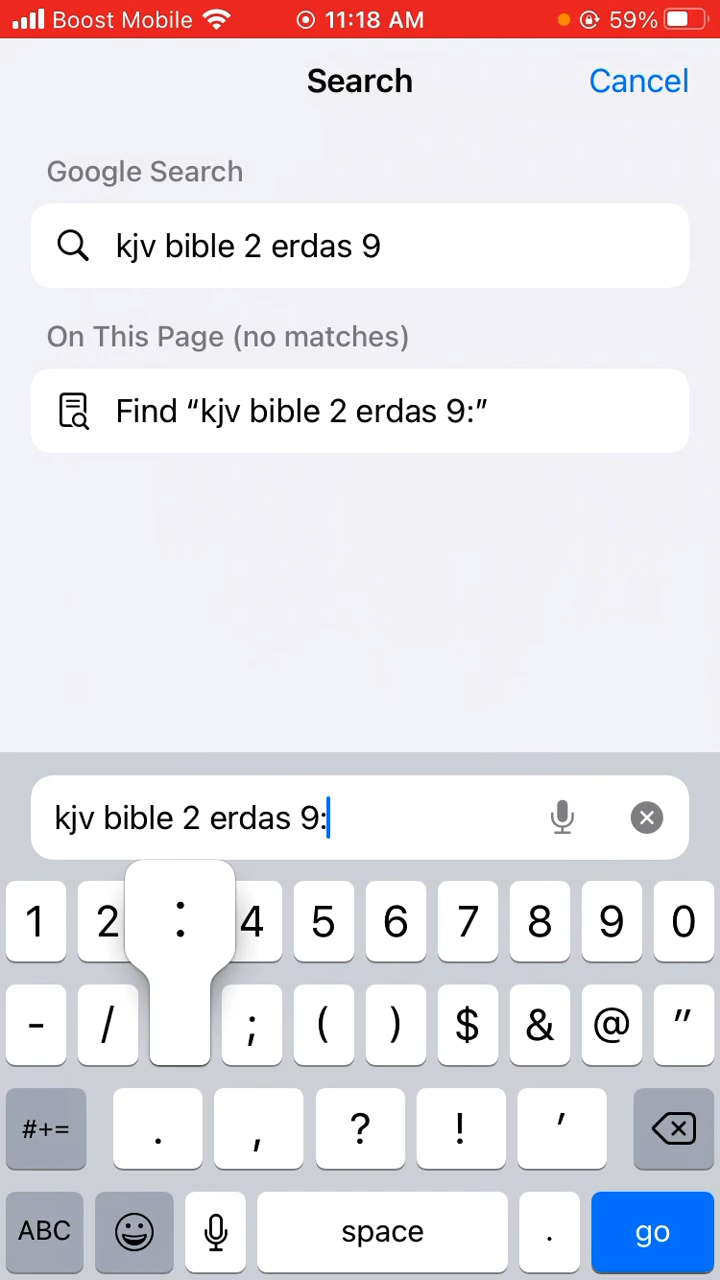 Boost Mobile 11:18 AM 59%
Search Cancel
Google Search
kjv bible 2 erdas 9
On This Page (no matches)
Find “kjv bible 2 erdas 9:”
kjv bible 2 erdas 9:
1 2 : 4 5 6 7 8 9 0
- / ; ( ) $ & @ "
#+= . , ? ! '
ABC space . go